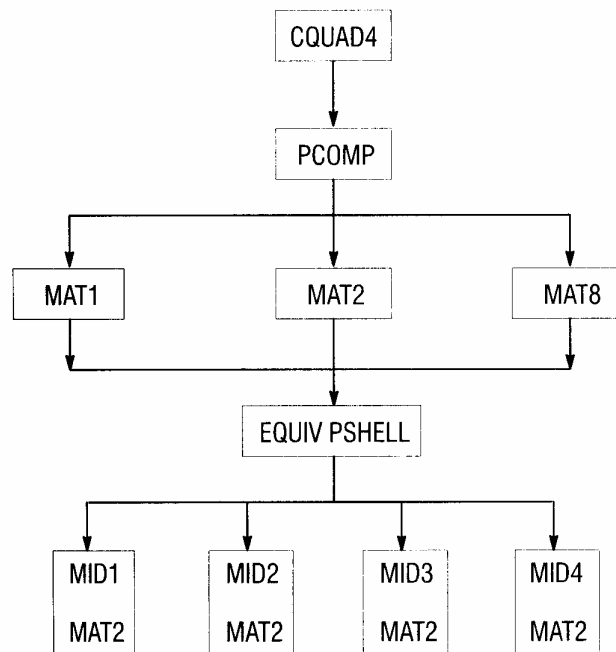 CQUAD4
PCOMP
MAT1 MAT2 MAT8
EQUIV PSHELL
MID1 MID2 MID3 MID4
MAT2 MAT2 MAT2 MAT2